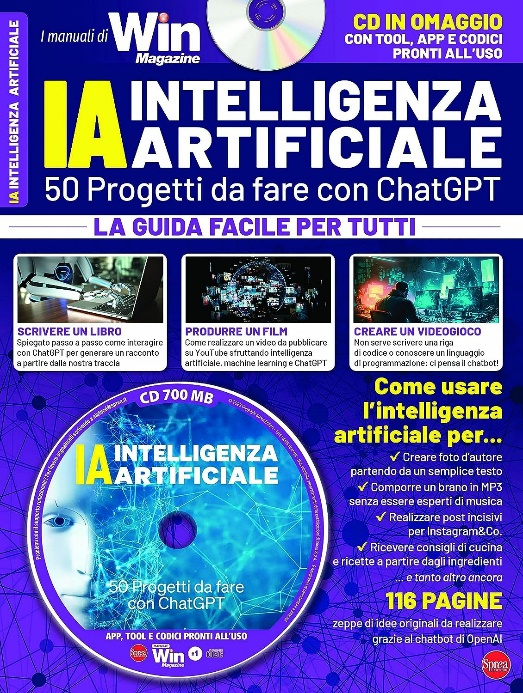 IA INTELLIGENZA ARTIFICIALE
I manuali di Win
Magazine
CD IN OMAGGIO
CON TOOL, APP E CODICI
PRONTI ALL'USO
IA INTELLIGENZA
ARTIFICIALE
50 Progetti da fare con ChatGPT
LA GUIDA FACILE PER TUTTI
SCRIVERE UN LIBRO
Spiegato passo a passo come interagire
con ChatGPT per generare un racconto
a partire dalla nostra traccia
PRODURRE UN FILM
Come realizzare un video da pubblicare
su YouTube sfruttando intelligenza
artificiale, machine learning e ChatGPT
CREARE UN VIDEOGIOCO
Non serve scrivere una riga
di codice o conoscere un linguaggio
di programmazione: ci pensa il chatbot!
CD 700 MB
IA INTELLIGENZA
ARTIFICIALE
50 Progetti da fare
con ChatGPT
APP, TOOL E CODICI PRONTI ALL'USO
Sprea
Win
Magazine
n1
Come usare
l'intelligenza
artificiale per...
✓ Creare foto d'autore
partendo da un semplice testo
✓ Comporre un brano in MP3
senza essere esperti di musica
✓ Realizzare post incisivi
per Instagram&Co.
✓ Ricevere consigli di cucina
e ricette a partire dagli ingredienti
... e tanto altro ancora
116 PAGINE
zeppe di idee originali da realizzare
grazie al chatbot di OpenAI
Sprea